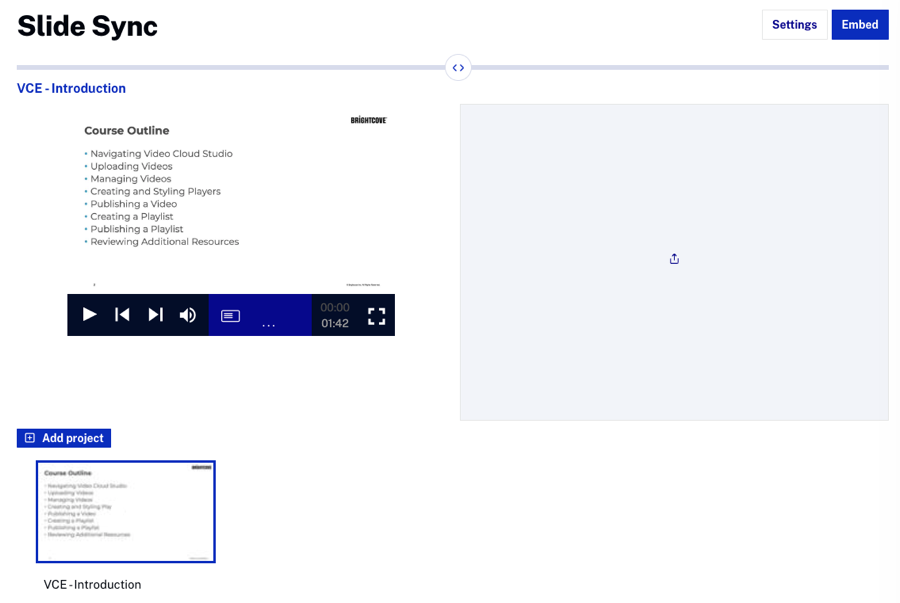 Slide Sync
Settings
Embed
VCE - Introduction
BRIGHTCOVE
Course Outline
• Navigating Video Cloud Studio
• Uploading Videos
• Managing Videos
• Creating and Styling Players
• Publishing a Video
• Creating a Playlist
• Publishing a Playlist
• Reviewing Additional Resources
...
00:00
01:42
Add project
BRIGHTCOVE
Course Outline
• Navigating Video Cloud Studio
• Uploading Videos
• Managing Videos
• Creating and Styling Play
• Publishing a Video
• Creating a Playlist
• Publishing a Playlist
• Reviewing Additional Resources
VCE - Introduction